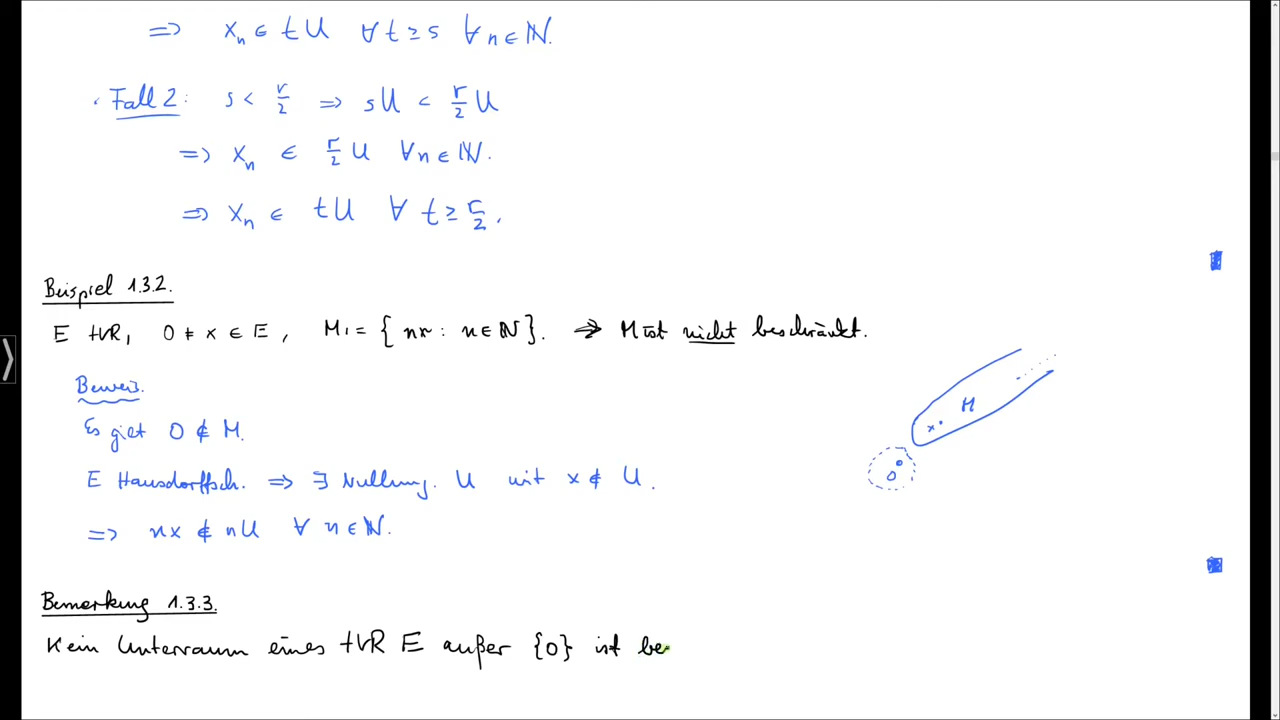 ⇒ xₙ ∈ tU ∀ t ≥ s ∀ n ∈ ℕ.
· Fall 2: s < r/2 ⇒ sU ⊂ r/2 U
⇒ xₙ ∈ r/2 U ∀ n ∈ ℕ.
⇒ xₙ ∈ tU ∀ t ≥ r/2.
Beispiel 1.3.2.
E tVR, 0 ≠ x ∈ E, M := { nx : n ∈ ℕ }. ⇒ M ist nicht beschränkt.
Beweis.
Es gilt 0 ∉ M.
E Hausdorffsch. ⇒ ∃ Nullumg. U mit x ∉ U.
⇒ nx ∉ nU ∀ n ∈ ℕ.
M
x
0
Bemerkung 1.3.3.
Kein Unterraum eines tVR E außer {0} ist be